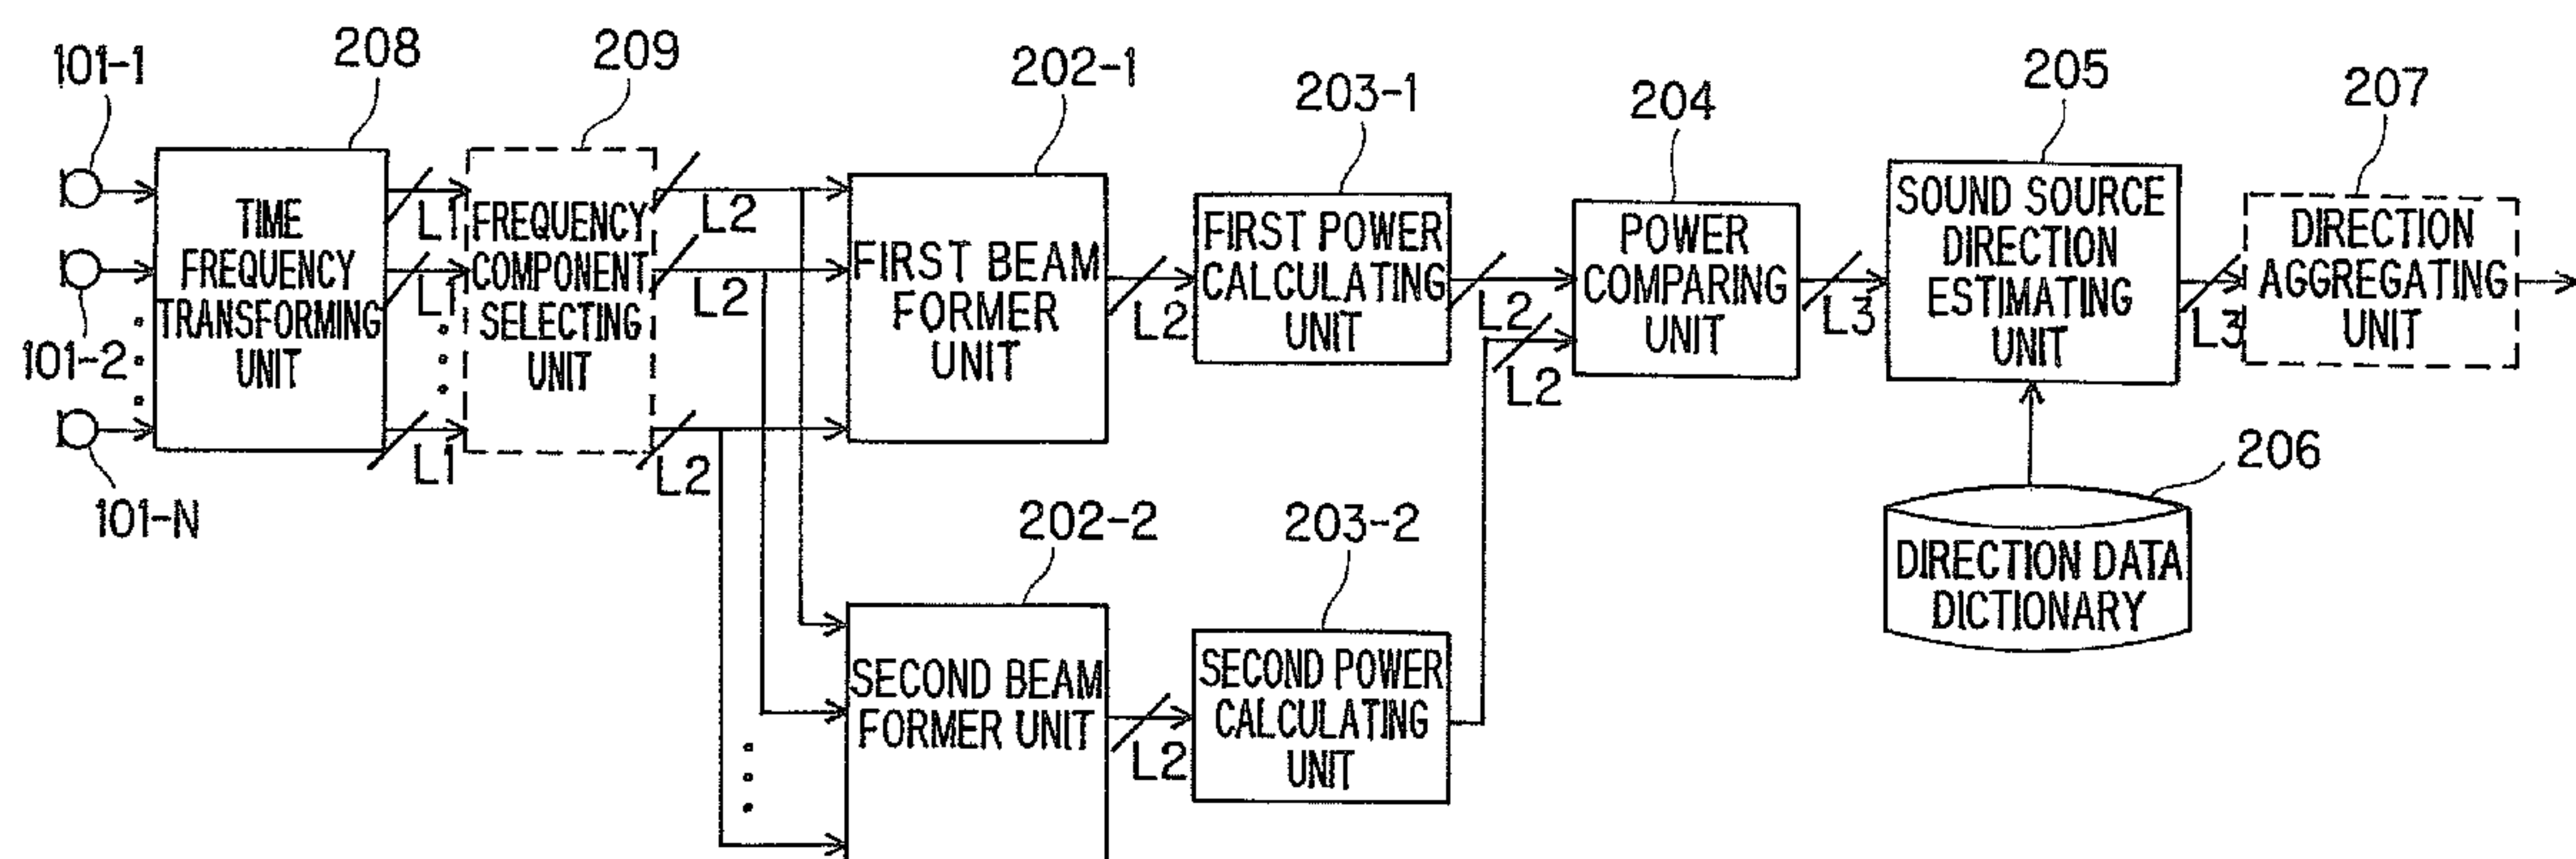 101-1
208
209
202-1
203-1
204
205
207
101-2
101-N
TIME
FREQUENCY
TRANSFORMING
UNIT
L1
L1
L1
FREQUENCY
COMPONENT
SELECTING
UNIT
L2
L2
L2
FIRST BEAM
FORMER
UNIT
L2
FIRST POWER
CALCULATING
UNIT
L2
L2
POWER
COMPARING
UNIT
L3
SOUND SOURCE
DIRECTION
ESTIMATING
UNIT
L3
DIRECTION
AGGREGATING
UNIT
202-2
203-2
206
SECOND BEAM
FORMER UNIT
L2
SECOND POWER
CALCULATING
UNIT
DIRECTION DATA
DICTIONARY